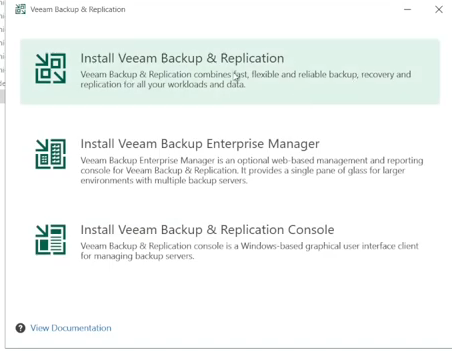 Veeam Backup & Replication
Install Veeam Backup & Replication
Veeam Backup & Replication combines fast, flexible and reliable backup, recovery and
replication for all your workloads and data.
Install Veeam Backup Enterprise Manager
Veeam Backup Enterprise Manager is an optional web-based management and reporting
console for Veeam Backup & Replication. It provides a single pane of glass for larger
environments with multiple backup servers.
Install Veeam Backup & Replication Console
Veeam Backup & Replication console is a Windows-based graphical user interface client
for managing backup servers.
View Documentation